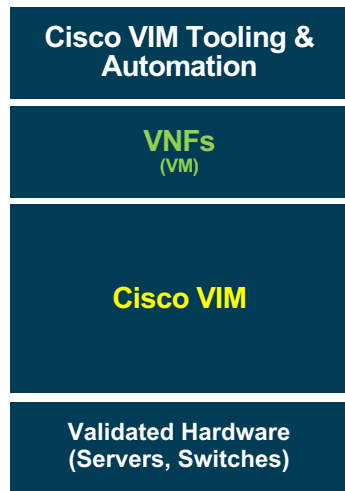 Cisco VIM Tooling &
Automation
VNFs
(VM)
Cisco VIM
Validated Hardware
(Servers, Switches)